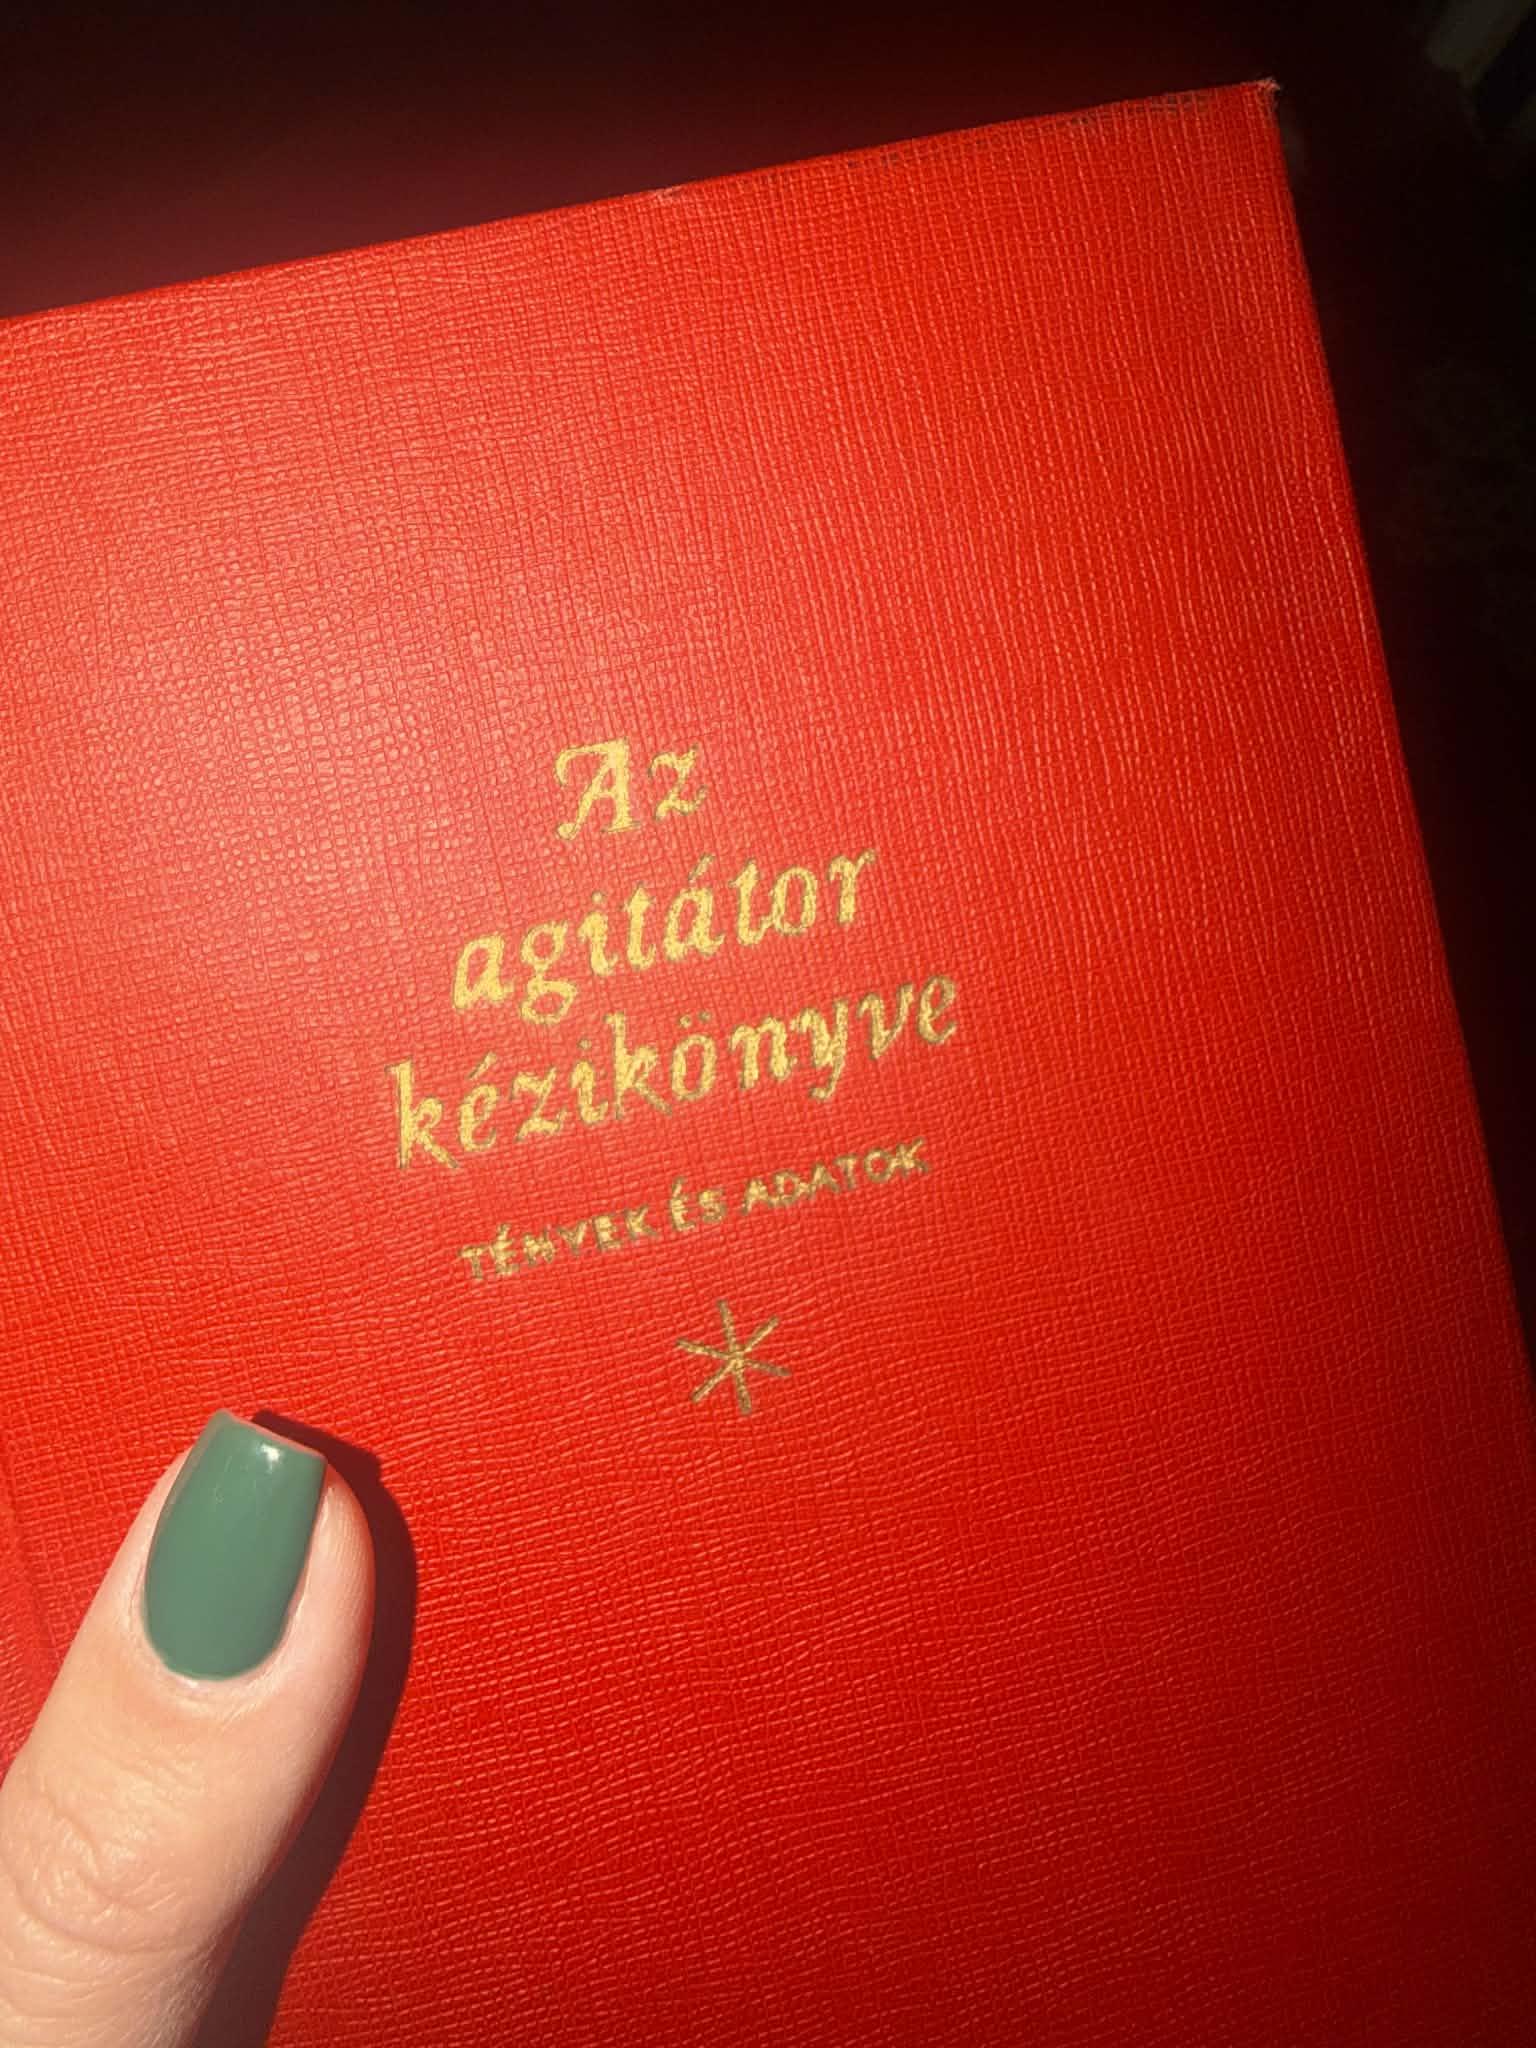 Az
agitátor
kézikönyve
TÉNYEK ÉS ADATOK